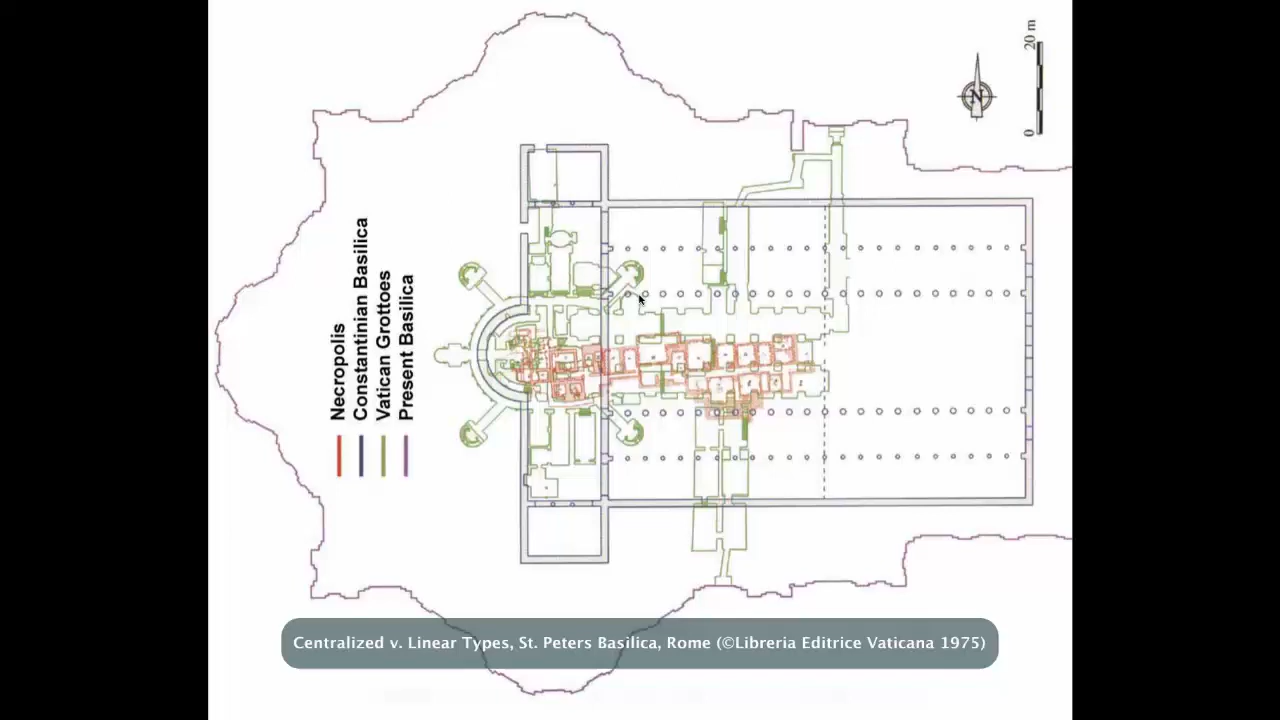 20 m
0
N
Necropolis
Constantinian Basilica
Vatican Grottoes
Present Basilica
Centralized v. Linear Types, St. Peters Basilica, Rome (©Libreria Editrice Vaticana 1975)